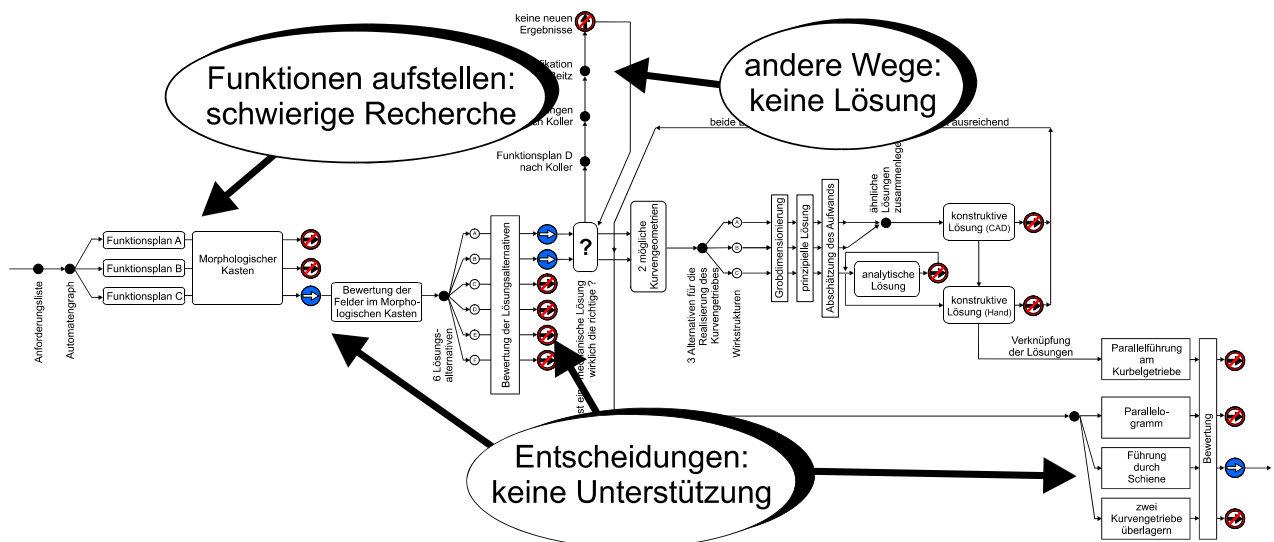 keine neuen
Ergebnisse
Funktionen aufstellen:
schwierige Recherche
andere Wege:
keine Lösung
Koller
beide
ausreichend
Funktionsplan D
nach Koller
Anforderungsliste
Automatengraph
Funktionsplan A
Funktionsplan B
Funktionsplan C
Morphologischer
Kasten
Bewertung der
Felder im Morpho-
logischen Kasten
6 Lösungs-
alternativen
A
B
C
D
E
F
Bewertung der Lösungsalternativen
?
mechanische Lösung
wirklich die richtige ?
2 mögliche
Kurvengeometrien
3 Alternativen für die
Realisierung des
Kurvengetriebes
Wirkstrukturen
A
B
C
Grobdimensionierung
prinzipielle Lösung
Abschätzung des Aufwands
ähnliche
Lösungen
zusammenlegen
konstruktive
Lösung (CAD)
analytische
Lösung
konstruktive
Lösung (Hand)
Verknüpfung
der Lösungen
Parallelführung
am
Kurbelgetriebe
Parallelo-
gramm
Führung
durch
Schiene
zwei
Kurvengetriebe
überlagern
Bewertung
Entscheidungen:
keine Unterstützung